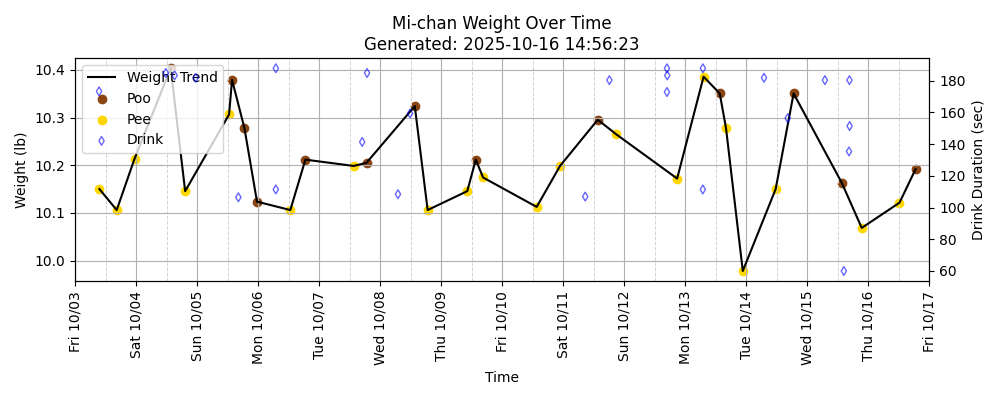 Mi-chan Weight Over Time
Generated: 2025-10-16 14:56:23
Weight (lb)
10.4
10.3
10.2
10.1
10.0
Weight Trend
Poo
Pee
Drink
180
160
140
120
100
80
60
Drink Duration (sec)
Fri 10/03
Sat 10/04
Sun 10/05
Mon 10/06
Tue 10/07
Wed 10/08
Thu 10/09
Fri 10/10
Sat 10/11
Sun 10/12
Mon 10/13
Tue 10/14
Wed 10/15
Thu 10/16
Fri 10/17
Time